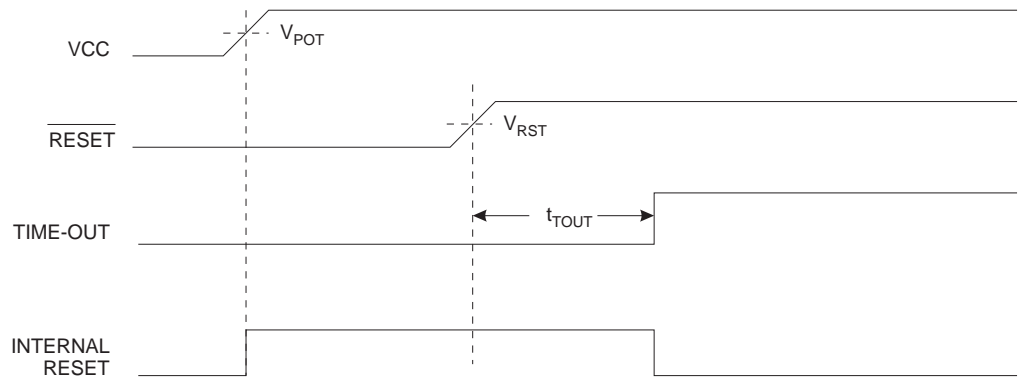 VCC
V_POT
RESET
V_RST
TIME-OUT
t_TOUT
INTERNAL
RESET